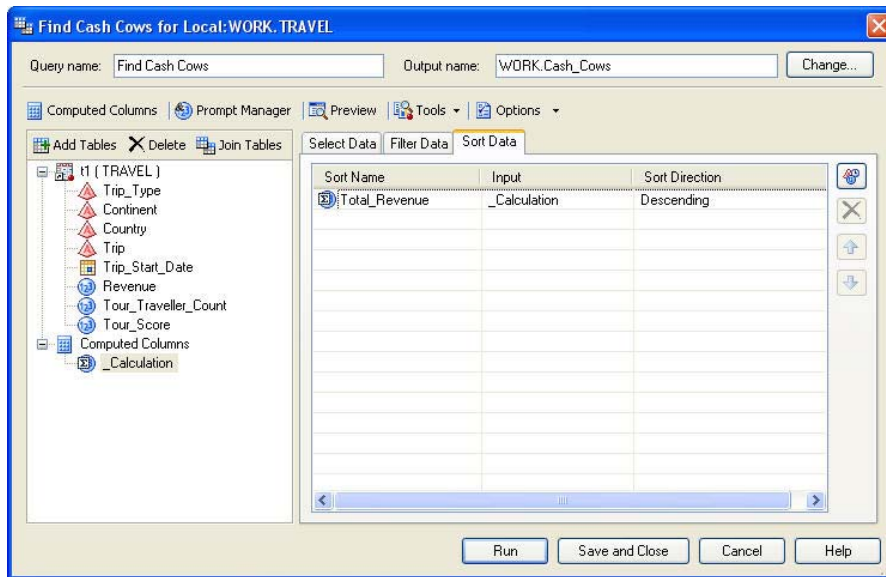 Find Cash Cows for Local:WORK.TRAVEL
Query name: Find Cash Cows Output name: WORK.Cash_Cows Change...
Computed Columns Prompt Manager Preview Tools Options
Add Tables Delete Join Tables
t1 ( TRAVEL )
Trip_Type
Continent
Country
Trip
Trip_Start_Date
Revenue
Tour_Traveller_Count
Tour_Score
Computed Columns
_Calculation
Select Data Filter Data Sort Data
Sort Name Input Sort Direction
Total_Revenue _Calculation Descending
Run Save and Close Cancel Help